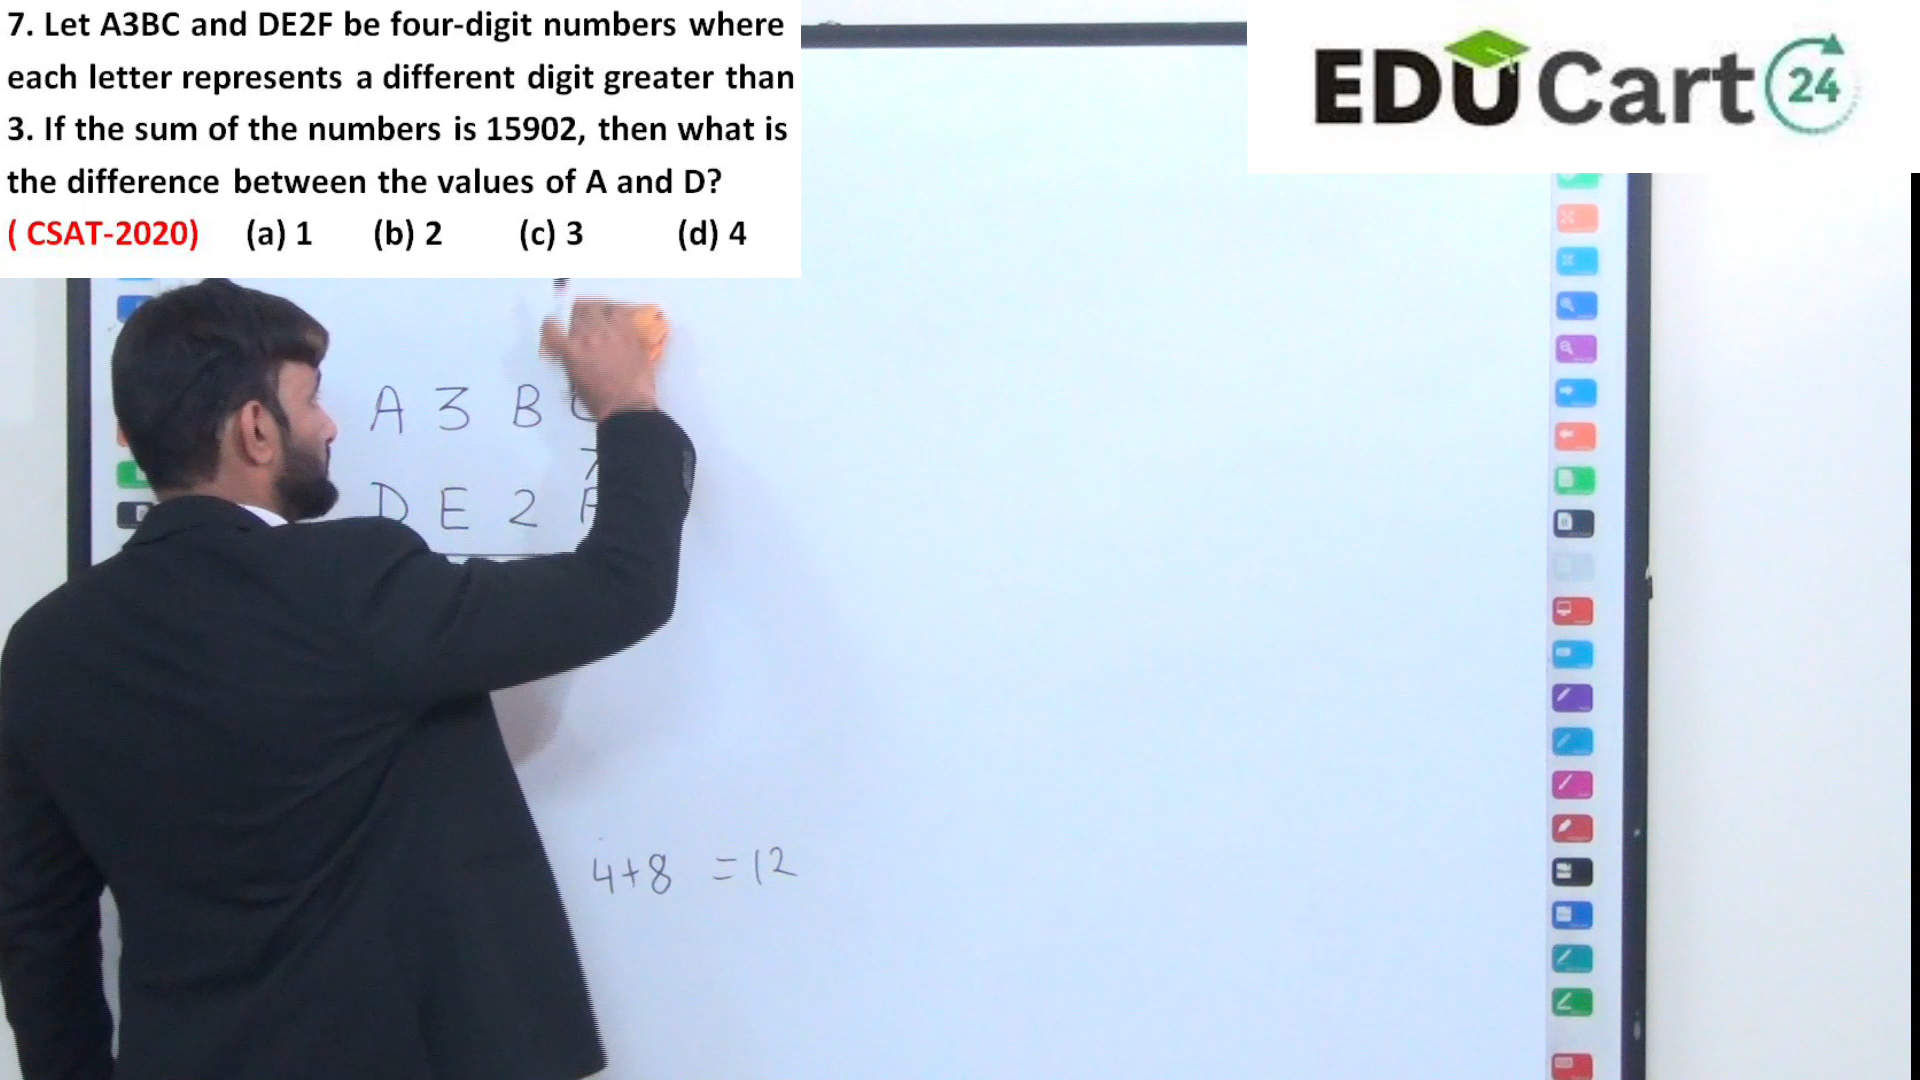 7. Let A3BC and DE2F be four-digit numbers where
each letter represents a different digit greater than
3. If the sum of the numbers is 15902, then what is
the difference between the values of A and D?
( CSAT-2020) (a) 1 (b) 2 (c) 3 (d) 4
EDUCart 24
A 3 B
D E 2 F
4+8 =12